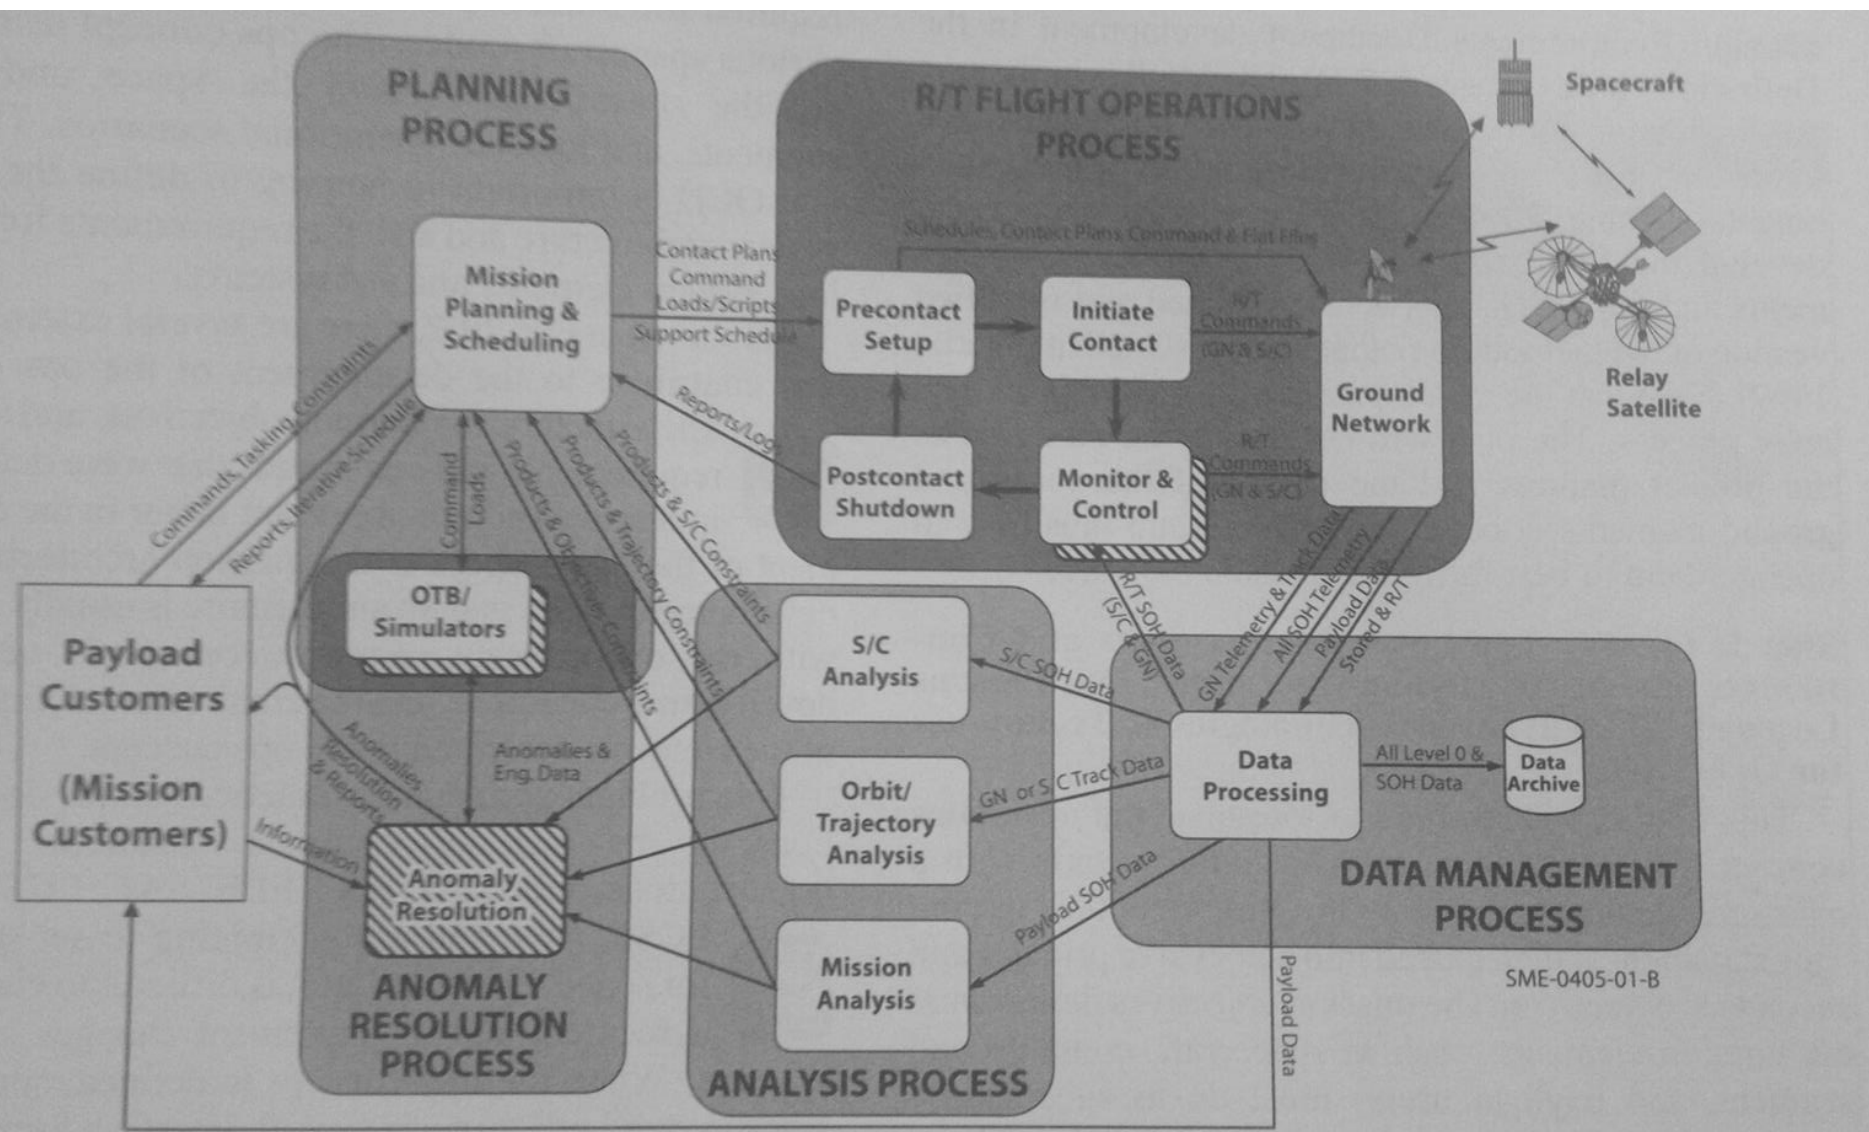 PLANNING
PROCESS
Mission
Planning &
Scheduling
Contact Plans
Command
Loads/Scripts
Support Schedule
R/T FLIGHT OPERATIONS
PROCESS
Schedules, Contact Plans, Command & Flat Files
Precontact
Setup
Initiate
Contact
R/T
Commands
(GN & S/C)
Ground
Network
Postcontact
Shutdown
Monitor &
Control
R/T
Commands
(GN & S/C)
Reports/Logs
Spacecraft
Relay
Satellite
Commands, Tasking, Constraints
Reports, Iterative Schedule
Command
Loads
Products & Objectives Constraints
Products & Trajectory Constraints
Products & S/C Constraints
OTB/
Simulators
Payload
Customers
(Mission
Customers)
Anomalies
Resolution
& Reports
Information
Anomalies &
Eng. Data
Anomaly
Resolution
ANOMALY
RESOLUTION
PROCESS
S/C
Analysis
Orbit/
Trajectory
Analysis
Mission
Analysis
ANALYSIS PROCESS
R/T SOH Data
(S/C & GN)
GN Telemetry & Track Data
All SOH Telemetry
Payload Data
Stored & R/T
S/C SOH Data
GN or S/C Track Data
Payload SOH Data
Data
Processing
All Level 0 &
SOH Data
Data
Archive
DATA MANAGEMENT
PROCESS
SME-0405-01-B
Payload Data